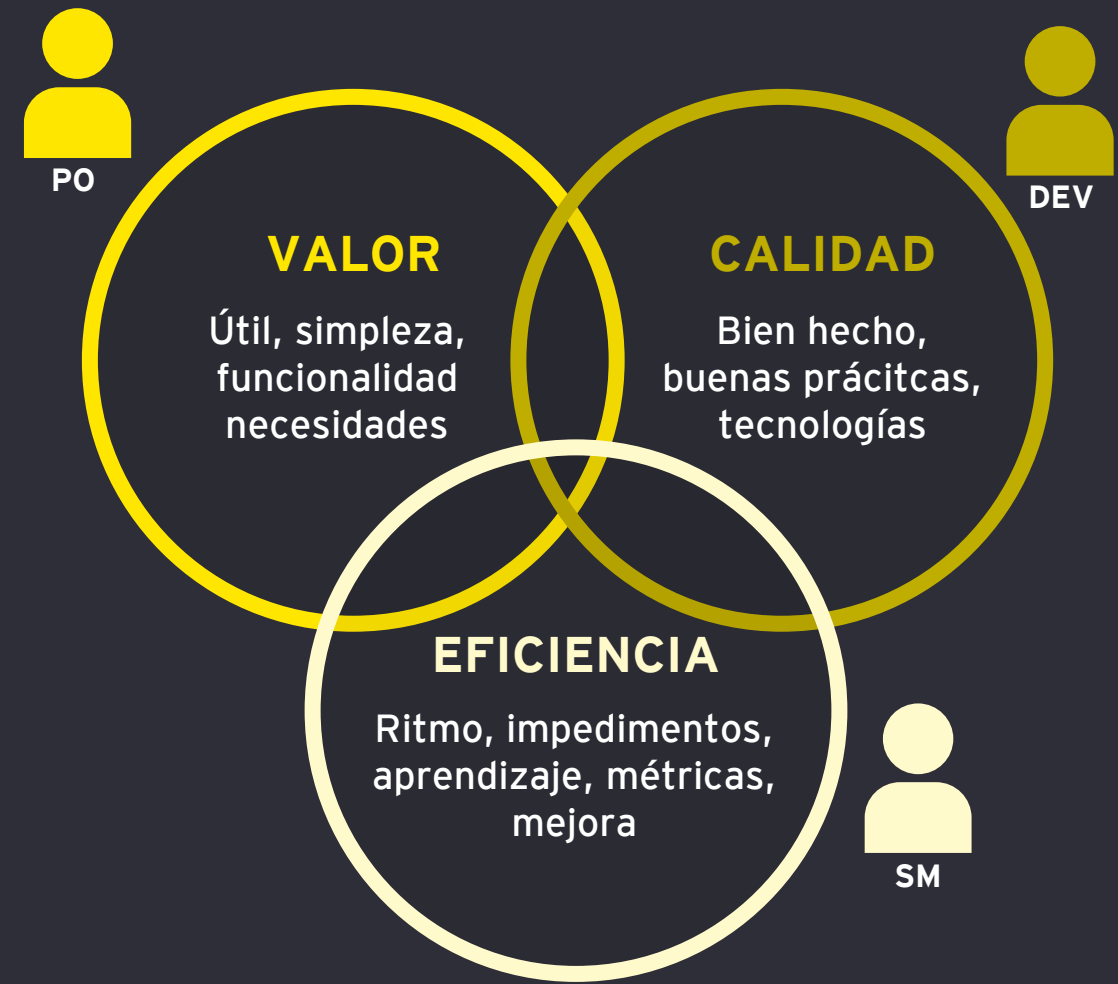 PO
DEV
VALOR
Útil, simpleza,
funcionalidad
necesidades
CALIDAD
Bien hecho,
buenas prácitcas,
tecnologías
EFICIENCIA
Ritmo, impedimentos,
aprendizaje, métricas,
mejora
SM